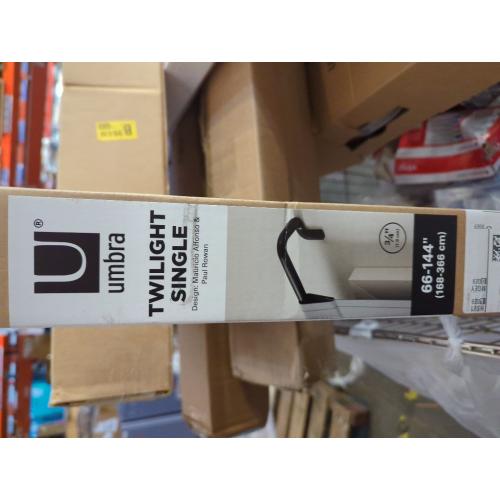 U®
umbra
TWILIGHT
SINGLE
Design: Mauricio Affonso &
Paul Rowan
3/4"
66-144"
(168-366 cm)